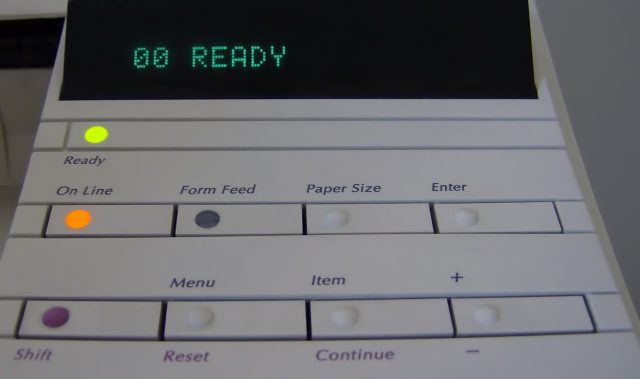 00 READY
Ready
On Line Form Feed Paper Size Enter
Menu Item +
Shift Reset Continue −